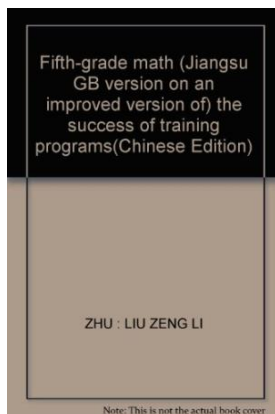 Fifth-grade math (Jiangsu
GB version on an
improved version of) the
success of training
programs(Chinese Edition)
ZHU : LIU ZENG LI
Note: This is not the actual book cover